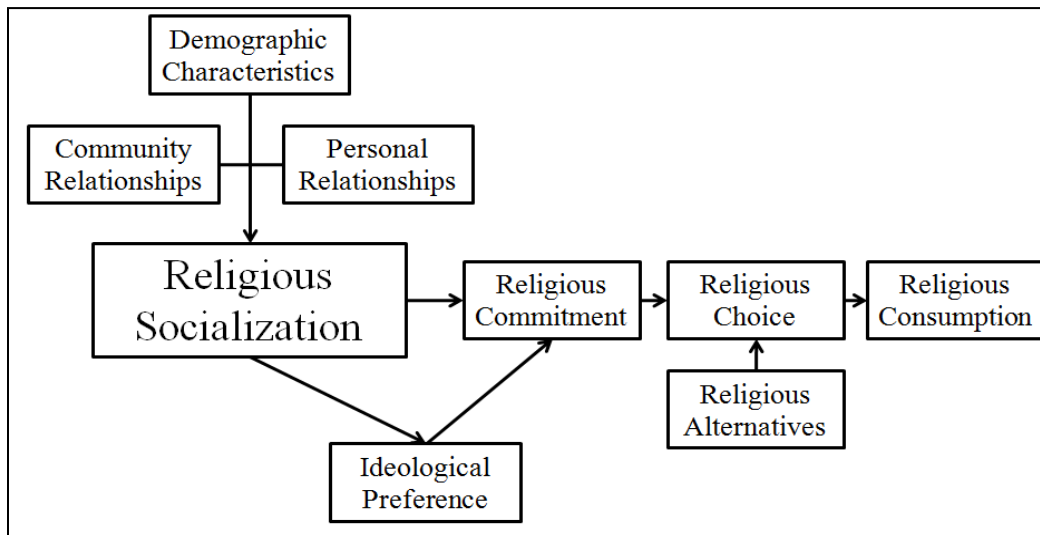 Demographic
Characteristics
Community
Relationships
Personal
Relationships
Religious
Socialization
Religious
Commitment
Religious
Choice
Religious
Consumption
Religious
Alternatives
Ideological
Preference